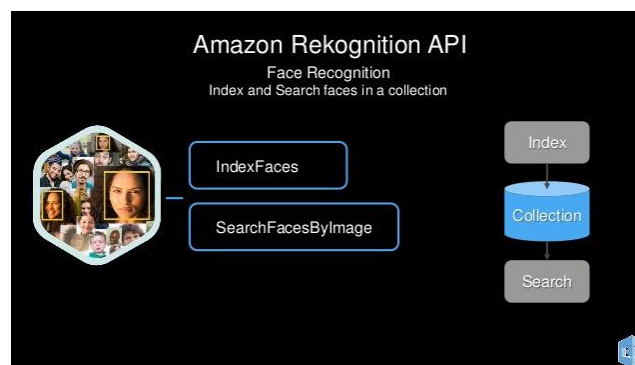 Amazon Rekognition API
Face Recognition
Index and Search faces in a collection
IndexFaces
SearchFacesByImage
Index
Collection
Search